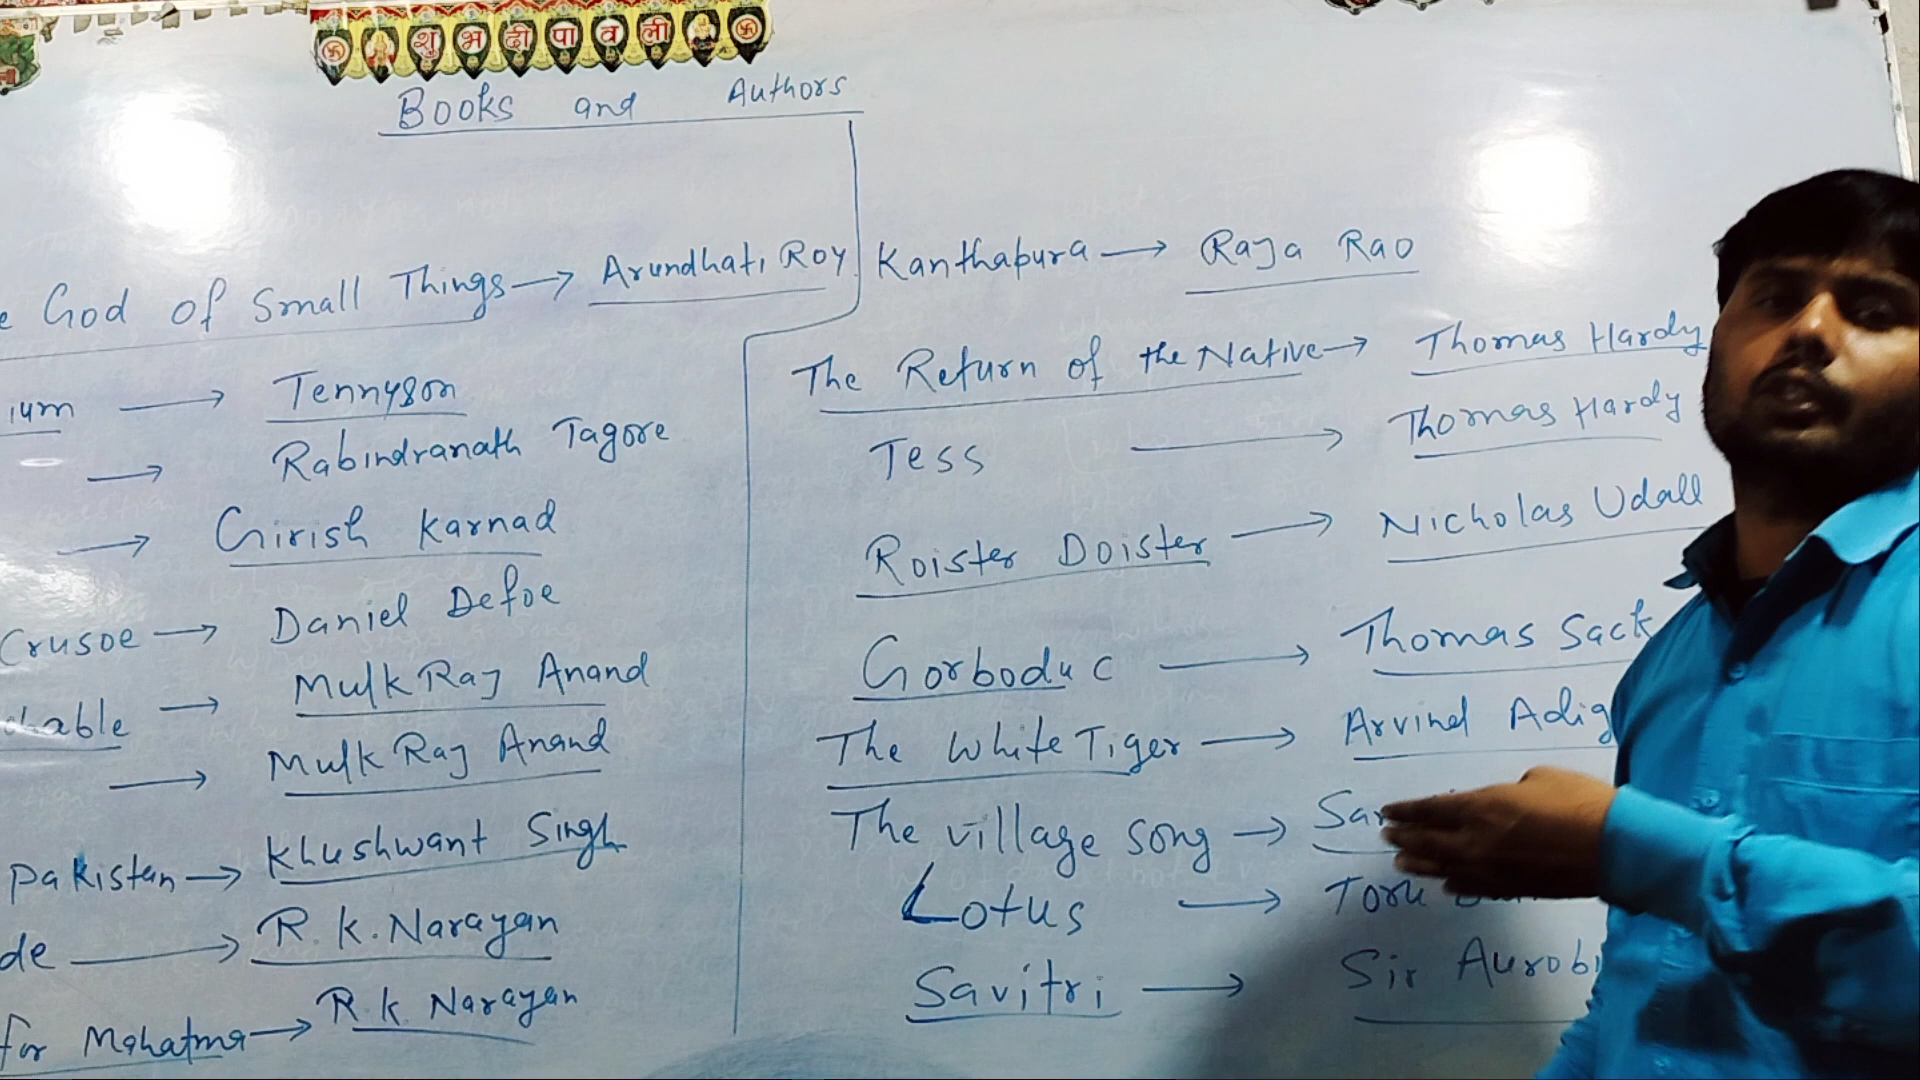 शुभ दीपावली
Books and Authors
God of Small Things → Arundhati Roy
ium → Tennyson
→ Rabindranath Tagore
→ Girish Karnad
Crusoe → Daniel Defoe
hable → Mulk Raj Anand
→ Mulk Raj Anand
Pakistan → Khushwant Singh
de → R. K. Narayan
for Mahatma → R. K. Narayan
Kanthapura → Raja Rao
The Return of the Native → Thomas Hardy
Tess → Thomas Hardy
Roister Doister → Nicholas Udall
Gorboduc → Thomas Sack
The White Tiger → Arvind Adig
The village song → Sar
Lotus → Toru
Savitri → Sir Aurobi